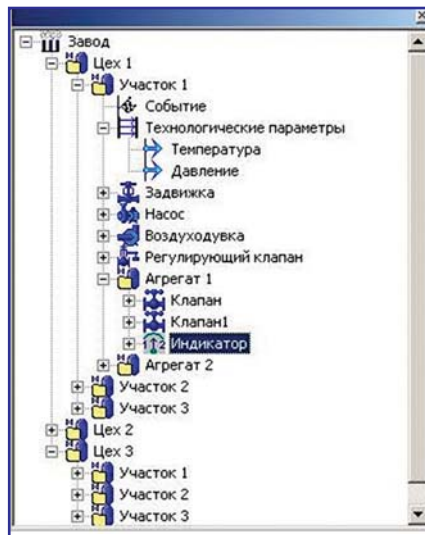 Завод
Цех 1
Участок 1
Событие
Технологические параметры
Температура
Давление
Задвижка
Насос
Воздуходувка
Регулирующий клапан
Агрегат 1
Клапан
Клапан1
Индикатор
Агрегат 2
Участок 2
Участок 3
Цех 2
Цех 3
Участок 1
Участок 2
Участок 3